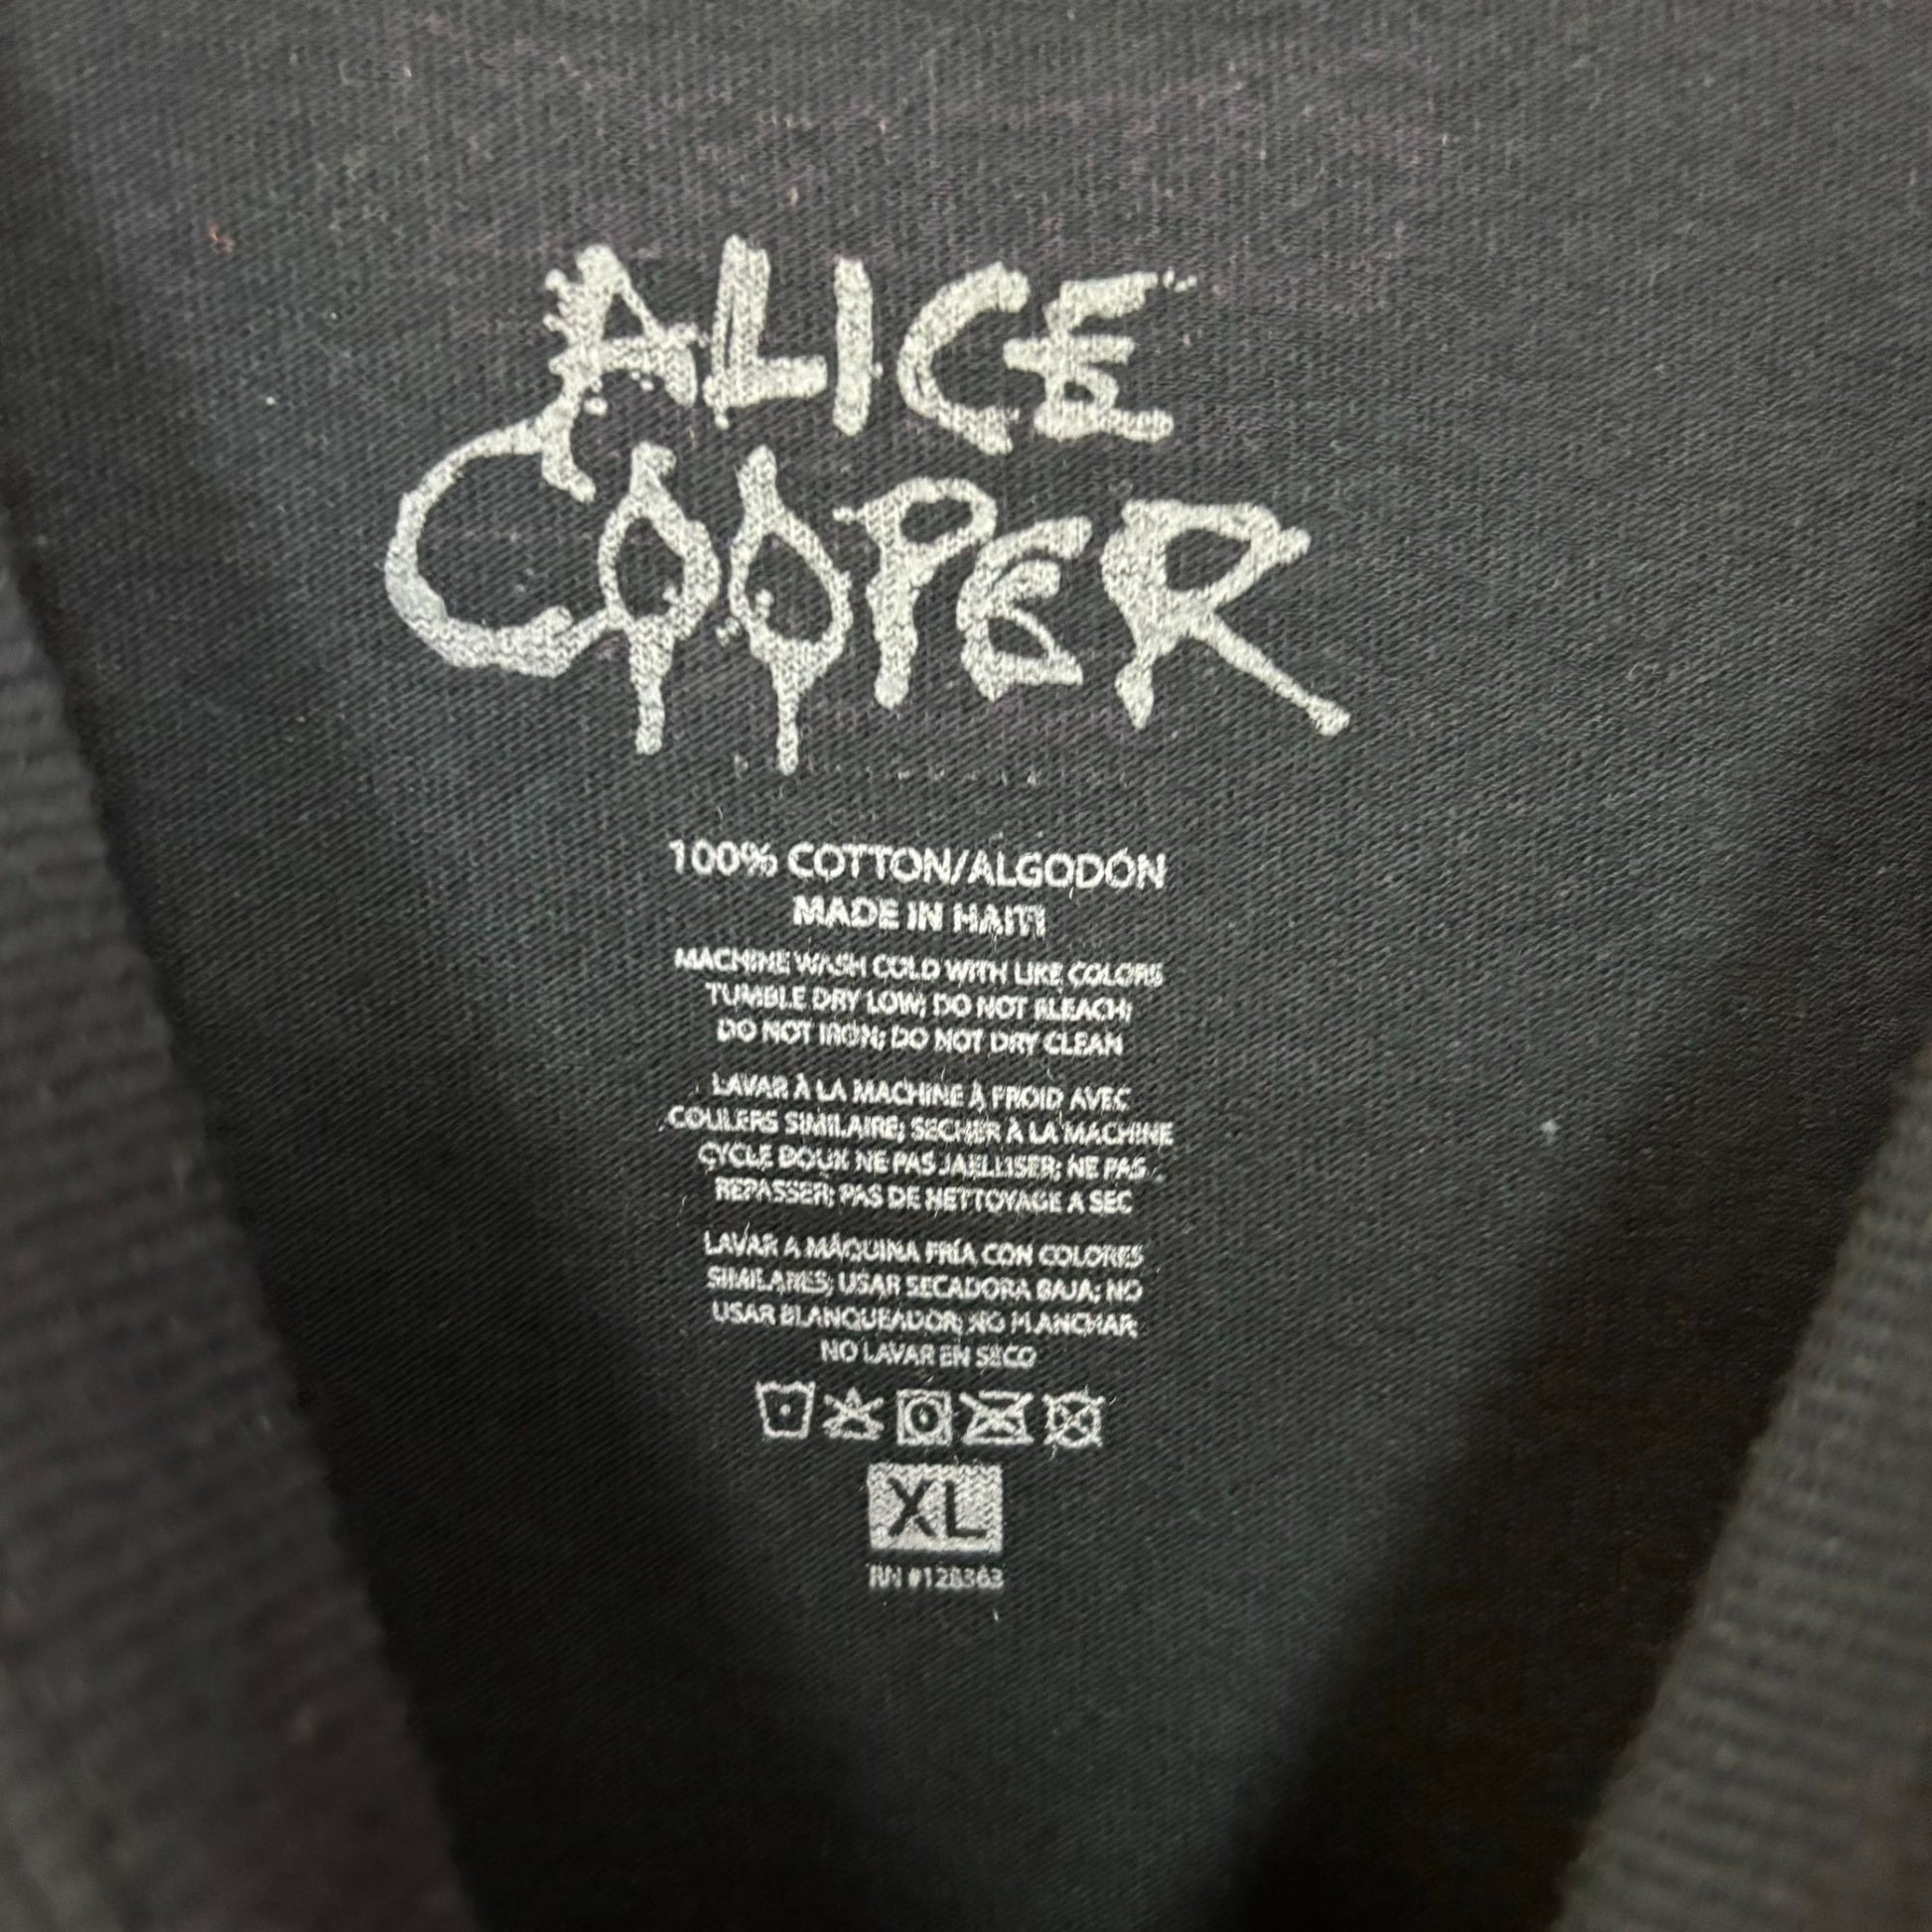 ALICE
COOPER
100% COTTON/ALGODÓN
MADE IN HAITI
MACHINE WASH COLD WITH LIKE COLORS
TUMBLE DRY LOW; DO NOT BLEACH;
DO NOT IRON; DO NOT DRY CLEAN
LAVAR À LA MACHINE À FROID AVEC
COULERS SIMILAIRE; SECHER À LA MACHINE
CYCLE DOUX NE PAS JAELLISER; NE PAS
REPASSER; PAS DE NETTOYAGE A SEC
LAVAR A MÁQUINA FRÍA CON COLORES
SIMILARES; USAR SECADORA BAJA; NO
USAR BLANQUEADOR; NO PLANCHAR
NO LAVAR EN SECO
XL
RN #128363